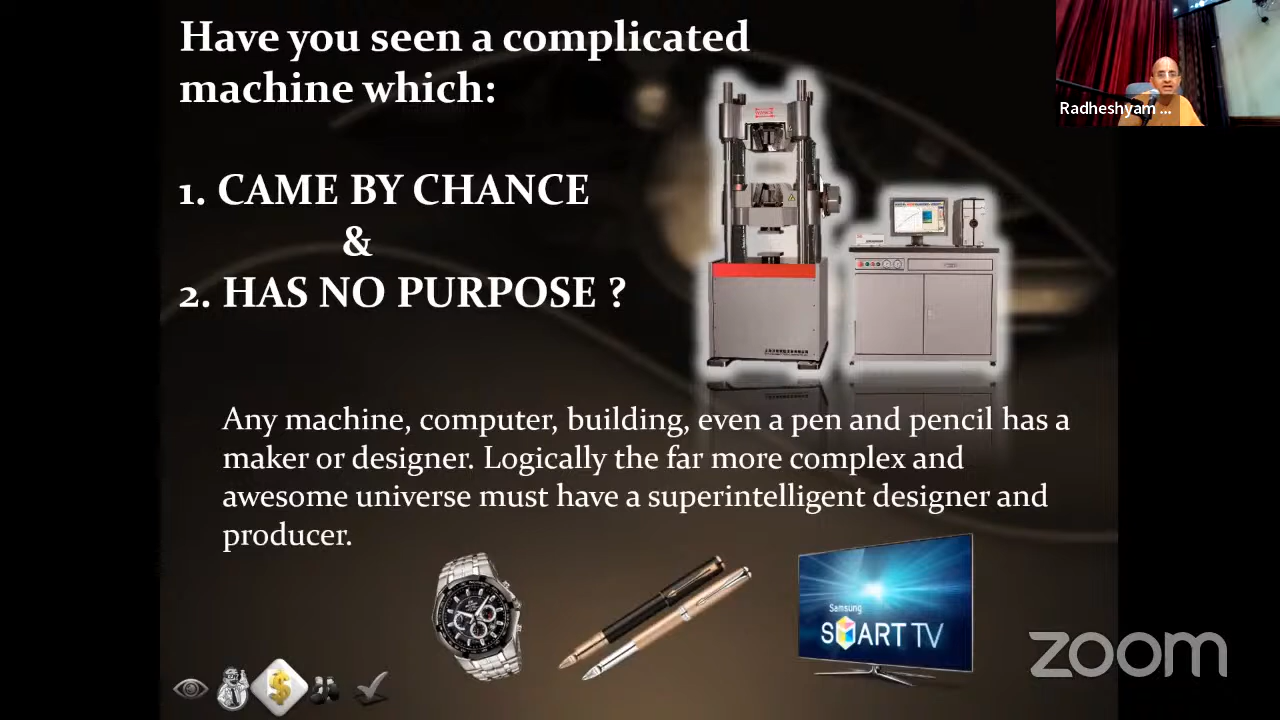 Have you seen a complicated
machine which:
1. CAME BY CHANCE
&
2. HAS NO PURPOSE ?
Any machine, computer, building, even a pen and pencil has a
maker or designer. Logically the far more complex and
awesome universe must have a superintelligent designer and
producer.
Radheshyam ...
Samsung
SMART TV
$
zoom